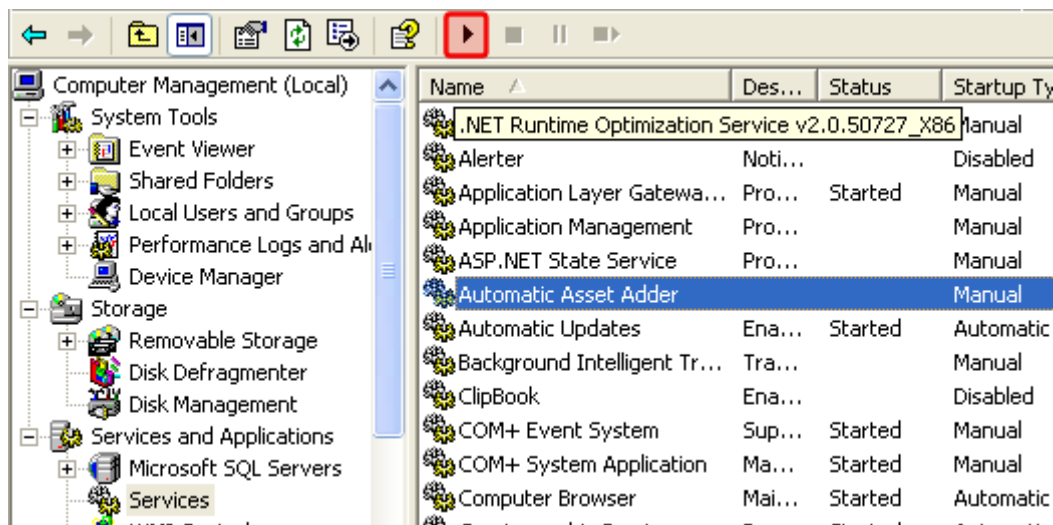 Computer Management (Local)
System Tools
Event Viewer
Shared Folders
Local Users and Groups
Performance Logs and Al
Device Manager
Storage
Removable Storage
Disk Defragmenter
Disk Management
Services and Applications
Microsoft SQL Servers
Services
Name Des... Status Startup Ty
.NET Runtime Optimization Service v2.0.50727_X86 Manual
Alerter Noti... Disabled
Application Layer Gatewa... Pro... Started Manual
Application Management Pro... Manual
ASP.NET State Service Pro... Manual
Automatic Asset Adder Manual
Automatic Updates Ena... Started Automatic
Background Intelligent Tr... Tra... Manual
ClipBook Ena... Disabled
COM+ Event System Sup... Started Manual
COM+ System Application Ma... Started Manual
Computer Browser Mai... Started Automatic